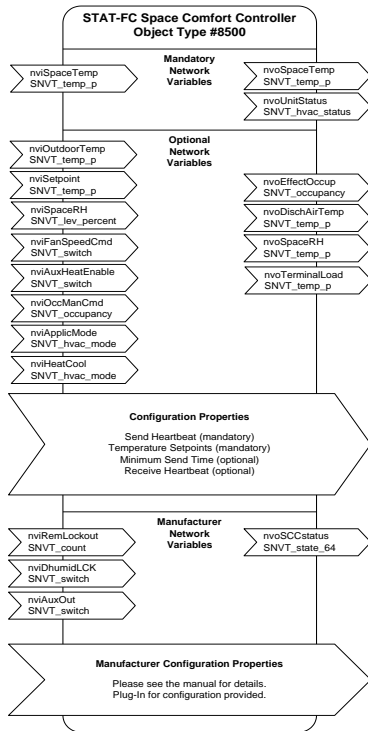 STAT-FC Space Comfort Controller
Object Type #8500
Mandatory
Network
Variables
nviSpaceTemp
SNVT_temp_p
nvoSpaceTemp
SNVT_temp_p
nvoUnitStatus
SNVT_hvac_status
Optional
Network
Variables
nviOutdoorTemp
SNVT_temp_p
nviSetpoint
SNVT_temp_p
nviSpaceRH
SNVT_lev_percent
nviFanSpeedCmd
SNVT_switch
nviAuxHeatEnable
SNVT_switch
nviOccManCmd
SNVT_occupancy
nviApplicMode
SNVT_hvac_mode
nviHeatCool
SNVT_hvac_mode
nvoEffectOccup
SNVT_occupancy
nvoDischAirTemp
SNVT_temp_p
nvoSpaceRH
SNVT_temp_p
nvoTerminalLoad
SNVT_temp_p
Configuration Properties
Send Heartbeat (mandatory)
Temperature Setpoints (mandatory)
Minimum Send Time (optional)
Receive Heartbeat (optional)
Manufacturer
Network
Variables
nviRemLockout
SNVT_count
nviDhumidLCK
SNVT_switch
nviAuxOut
SNVT_switch
nvoSCCstatus
SNVT_state_64
Manufacturer Configuration Properties
Please see the manual for details.
Plug-In for configuration provided.